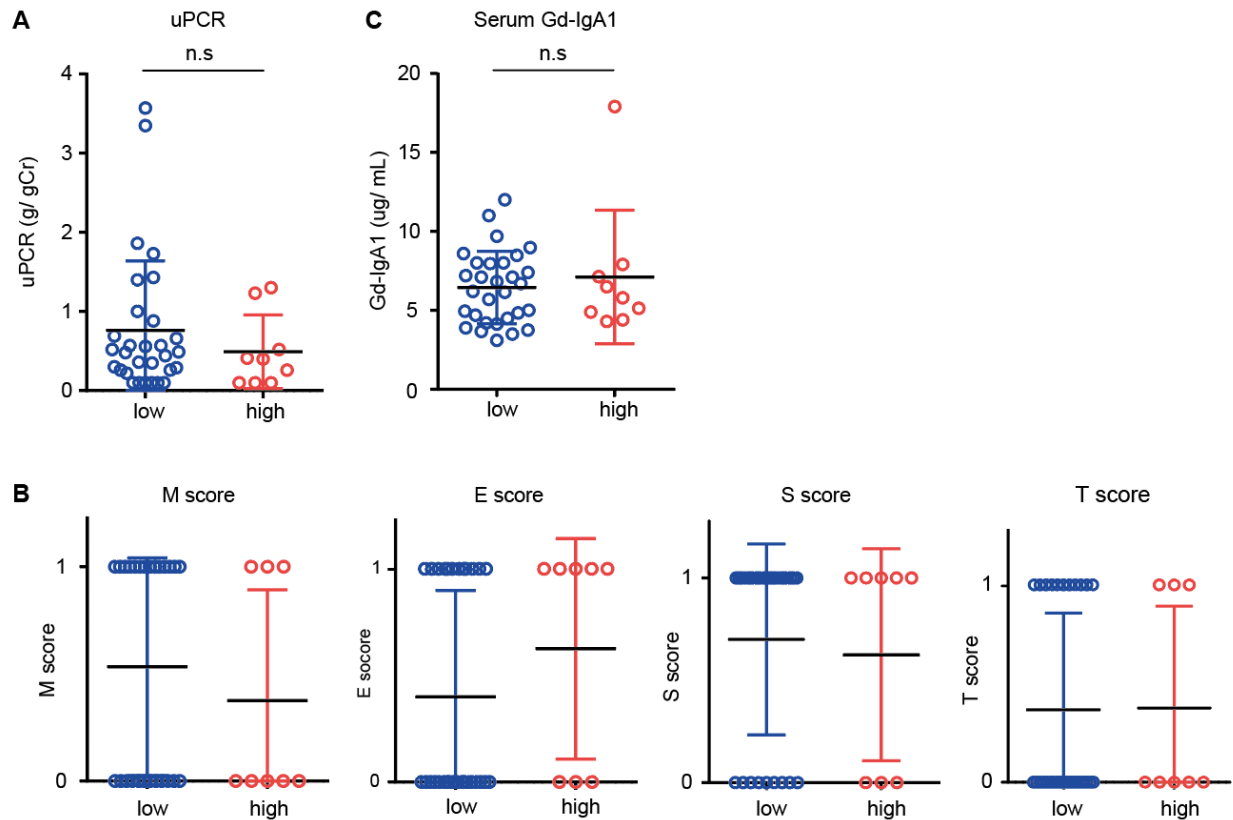 A
uPCR
n.s
4
3
2
1
0
uPCR (g/ gCr)
low
high
C
Serum Gd-IgA1
n.s
20
15
10
5
0
Gd-IgA1 (ug/ mL)
low
high
B
M score
1
0
M score
low
high
E score
1
0
E socore
low
high
S score
1
0
S score
low
high
T score
1
0
T score
low
high